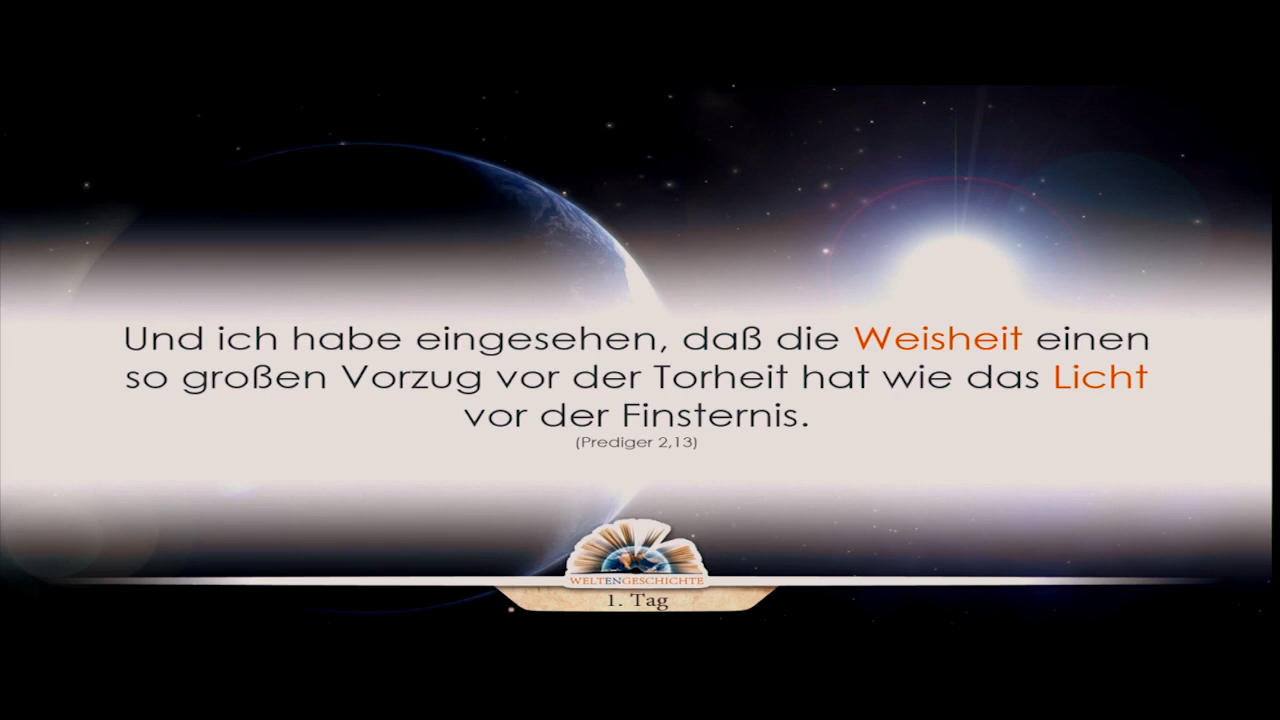 Und ich habe eingesehen, daß die Weisheit einen
so großen Vorzug vor der Torheit hat wie das Licht
vor der Finsternis.
(Prediger 2,13)
WELTENGESCHICHTE
1. Tag